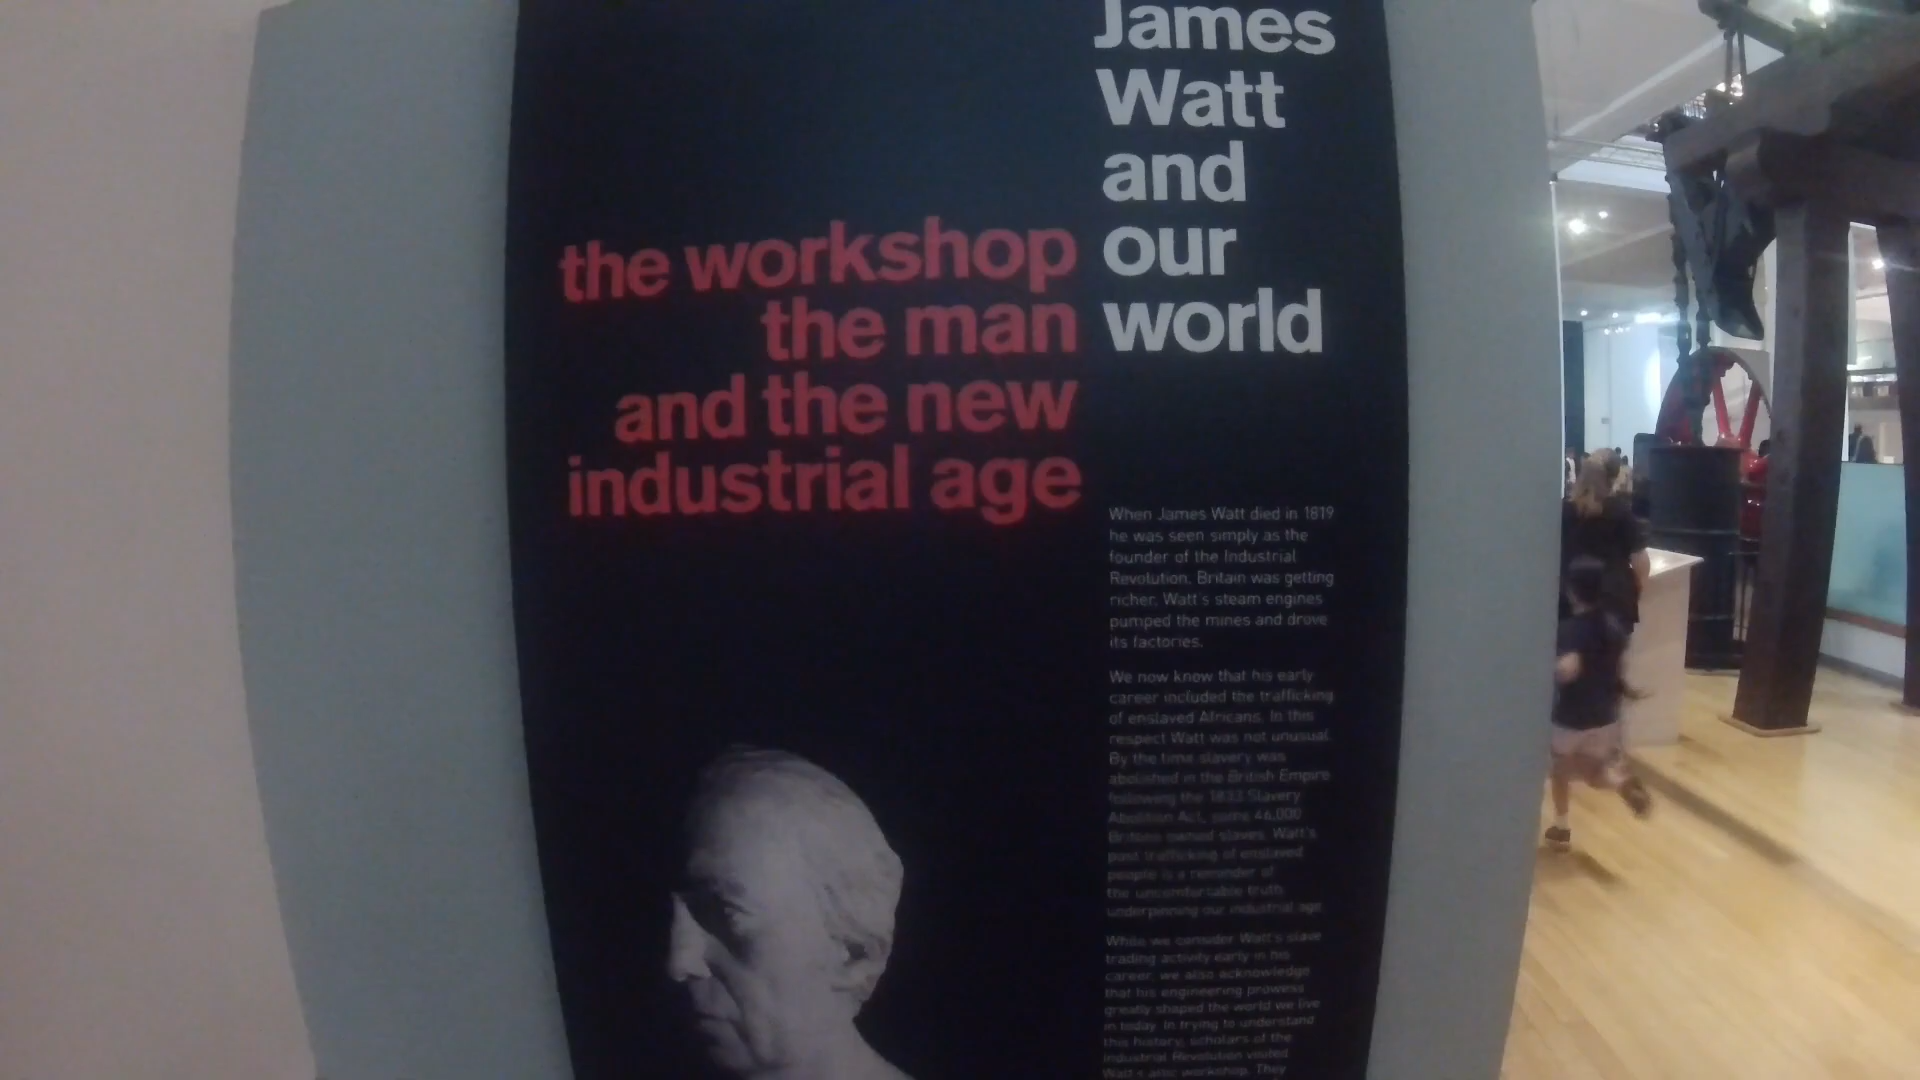 James
Watt
and
our
world
the workshop
the man
and the new
industrial age
When James Watt died in 1819
he was seen simply as the
founder of the Industrial
Revolution. Britain was getting
richer. Watt's steam engines
pumped the mines and drove
its factories.
We now know that his early
career included the trafficking
of enslaved Africans. In this
respect Watt was not unusual.
By the time slavery was
abolished in the British Empire
following the 1833 Slavery
Abolition Act, some 46,000
Britons owned slaves. Watt's
past trafficking of enslaved
people is a reminder of
the uncomfortable truth
underpinning our industrial age.
While we consider Watt's slave
trading activity early in his
career, we also acknowledge
that his engineering prowess
greatly shaped the world we live
in today. In trying to understand
this history, scholars of the
Industrial Revolution visited
Watt's attic workshop. They